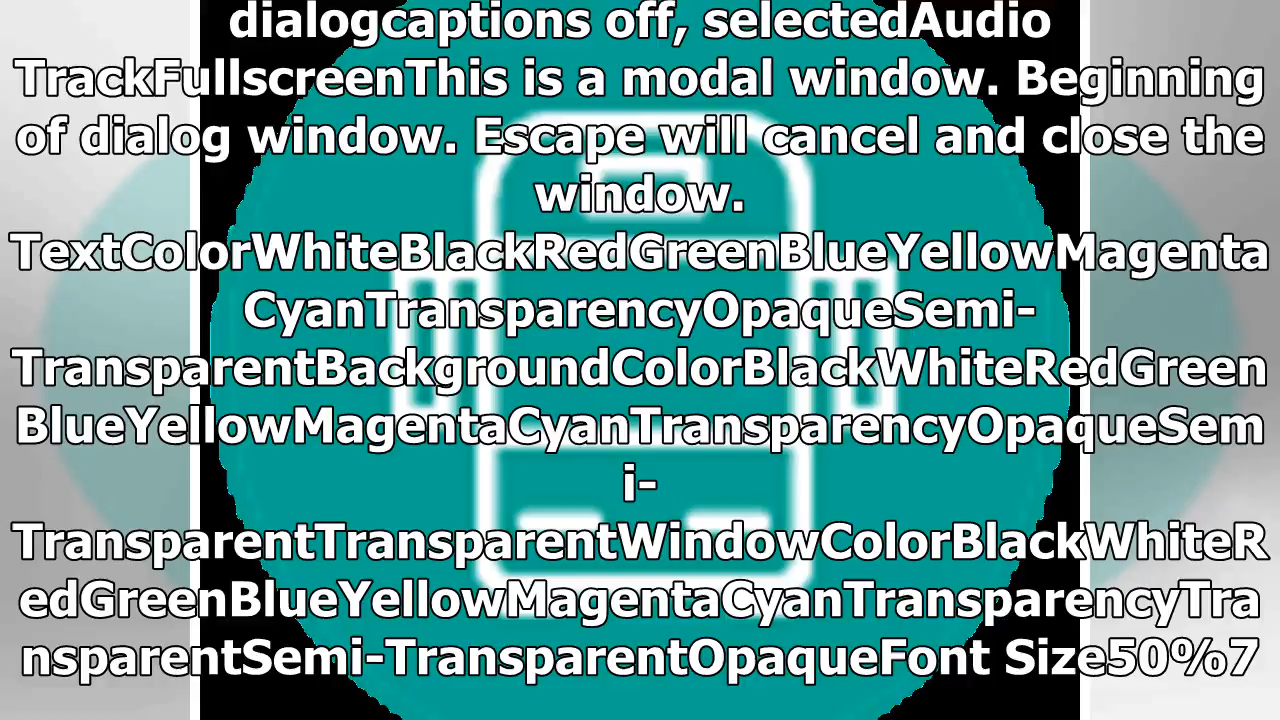 dialogcaptions off, selectedAudio
TrackFullscreenThis is a modal window. Beginning
of dialog window. Escape will cancel and close the
window.
TextColorWhiteBlackRedGreenBlueYellowMagenta
CyanTransparencyOpaqueSemi-
TransparentBackgroundColorBlackWhiteRedGreen
BlueYellowMagentaCyanTransparencyOpaqueSem
i-
TransparentTransparentWindowColorBlackWhiteR
edGreenBlueYellowMagentaCyanTransparencyTra
nsparentSemi-TransparentOpaqueFont Size50%7